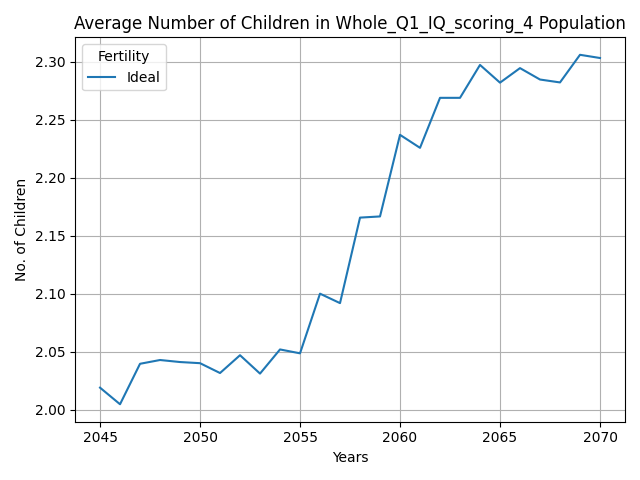 Average Number of Children in Whole_Q1_IQ_scoring_4 Population
Fertility
Ideal
2.30
2.25
2.20
2.15
2.10
2.05
2.00
No. of Children
2045 2050 2055 2060 2065 2070
Years